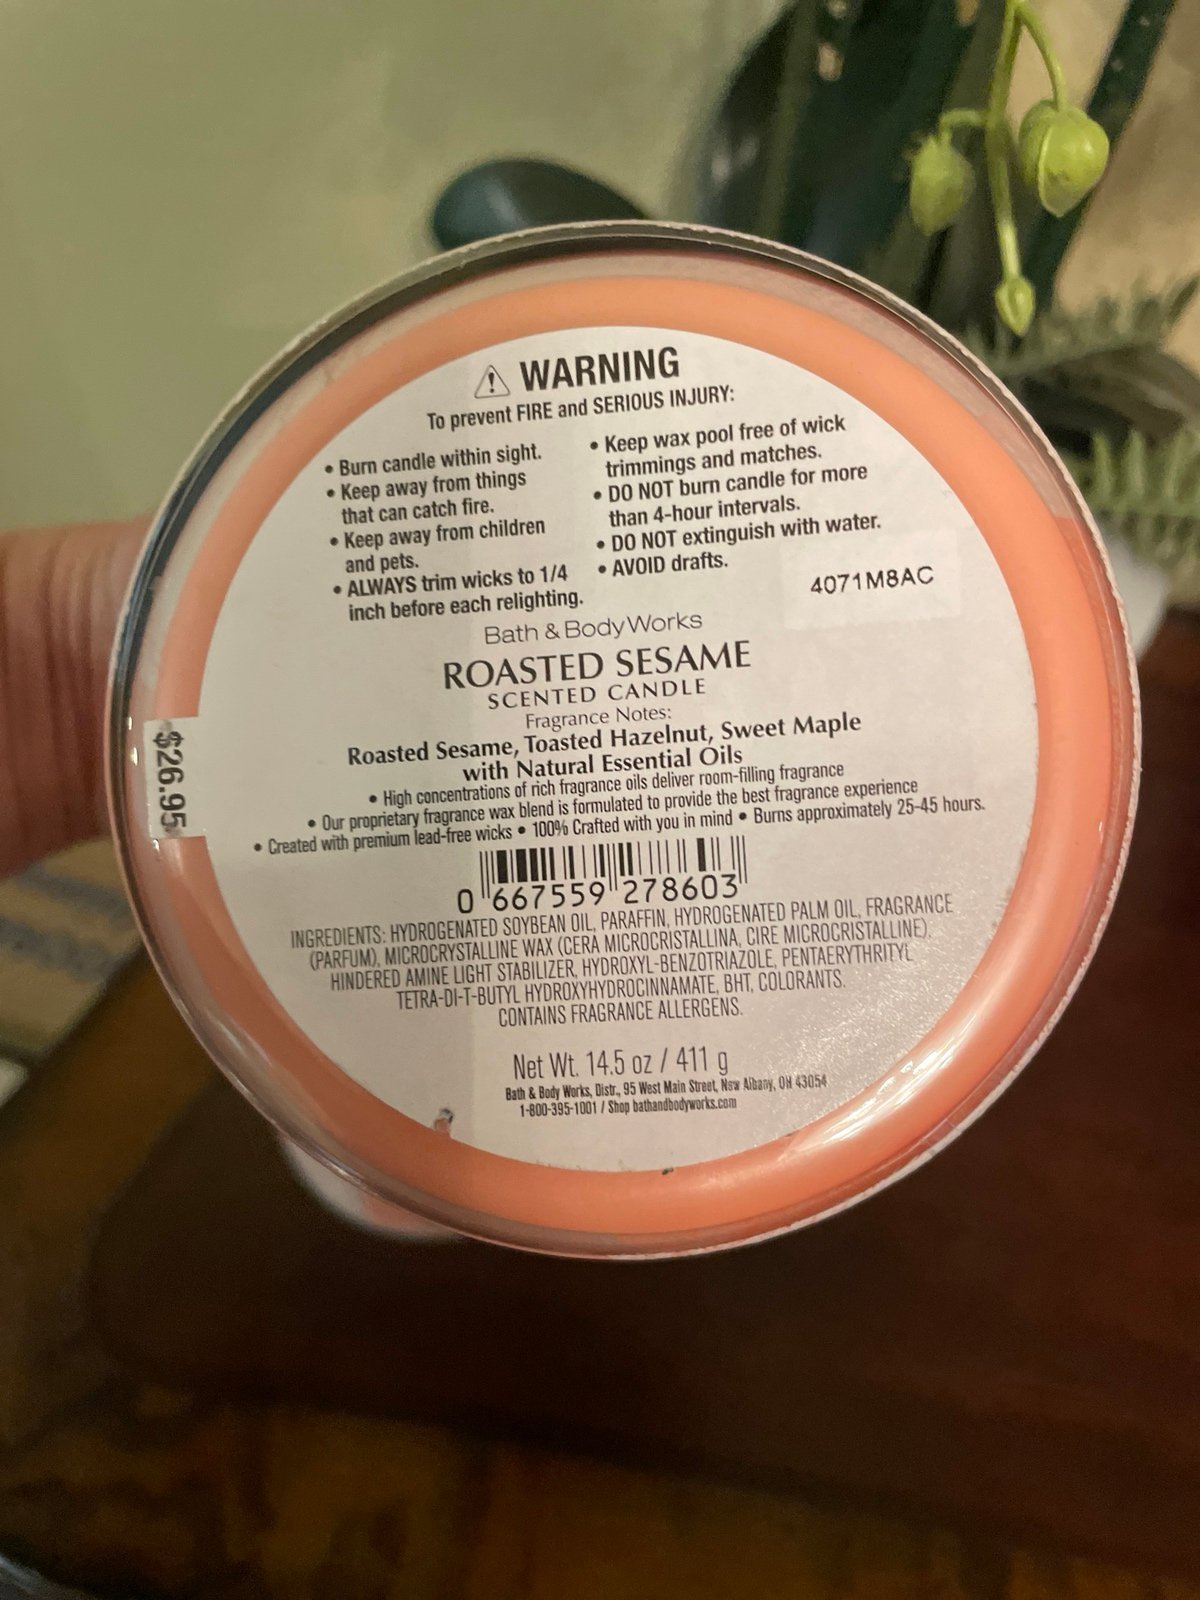 WARNING
To prevent FIRE and SERIOUS INJURY:
• Burn candle within sight.
• Keep away from things
that can catch fire.
• Keep away from children
and pets.
• ALWAYS trim wicks to 1/4
inch before each relighting.
• Keep wax pool free of wick
trimmings and matches.
• DO NOT burn candle for more
than 4-hour intervals.
• DO NOT extinguish with water.
• AVOID drafts.
4071M8AC
Bath & Body Works
ROASTED SESAME
SCENTED CANDLE
Fragrance Notes:
Roasted Sesame, Toasted Hazelnut, Sweet Maple
with Natural Essential Oils
• High concentrations of rich fragrance oils deliver room-filling fragrance
• Our proprietary fragrance wax blend is formulated to provide the best fragrance experience
• Created with premium lead-free wicks • 100% Crafted with you in mind • Burns approximately 25-45 hours.
$26.95
0 667559 278603
INGREDIENTS: HYDROGENATED SOYBEAN OIL, PARAFFIN, HYDROGENATED PALM OIL, FRAGRANCE
(PARFUM), MICROCRYSTALLINE WAX (CERA MICROCRISTALLINA, CIRE MICROCRISTALLINE),
HINDERED AMINE LIGHT STABILIZER, HYDROXYL-BENZOTRIAZOLE, PENTAERYTHRITYL
TETRA-DI-T-BUTYL HYDROXYHYDROCINNAMATE, BHT, COLORANTS.
CONTAINS FRAGRANCE ALLERGENS.
Net Wt. 14.5 oz / 411 g
Bath & Body Works, Distr., 95 West Main Street, New Albany, OH 43054
1-800-395-1001 / Shop bathandbodyworks.com